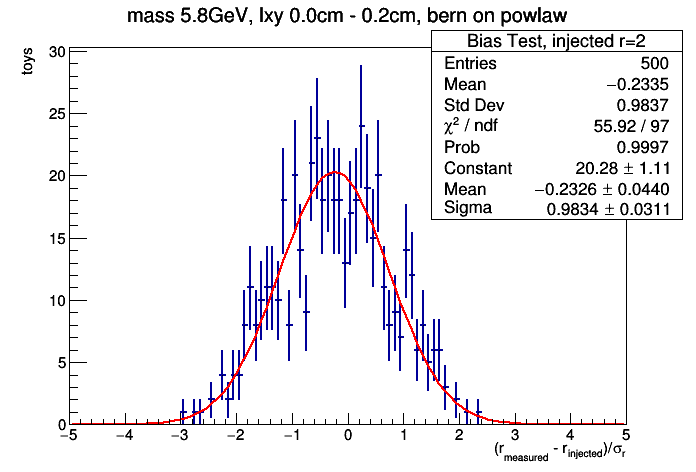 mass 5.8GeV, lxy 0.0cm - 0.2cm, bern on powlaw
Bias Test, injected r=2
Entries 500
Mean −0.2335
Std Dev 0.9837
χ² / ndf 55.92 / 97
Prob 0.9997
Constant 20.28 ± 1.11
Mean −0.2326 ± 0.0440
Sigma 0.9834 ± 0.0311
toys
30
25
20
15
10
5
0
−5 −4 −3 −2 −1 0 1 2 3 4 5
(r_measured - r_injected)/σ_r